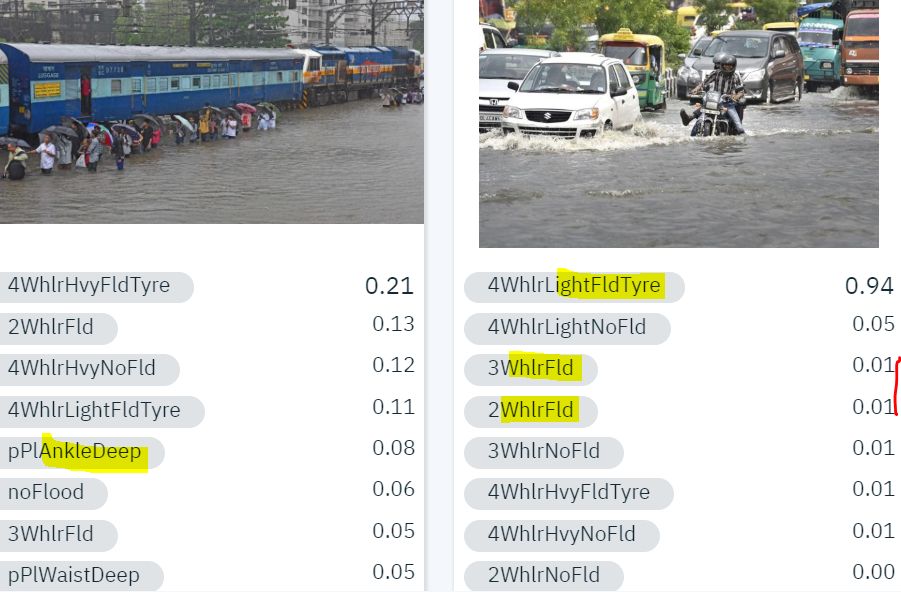 LUGGAGE
4WhlrHvyFldTyre 0.21
2WhlrFld 0.13
4WhlrHvyNoFld 0.12
4WhlrLightFldTyre 0.11
pPlAnkleDeep 0.08
noFlood 0.06
3WhlrFld 0.05
pPlWaistDeep 0.05
4WhlrLightFldTyre 0.94
4WhlrLightNoFld 0.05
3WhlrFld 0.01
2WhlrFld 0.01
3WhlrNoFld 0.01
4WhlrHvyFldTyre 0.01
4WhlrHvyNoFld 0.01
2WhlrNoFld 0.00